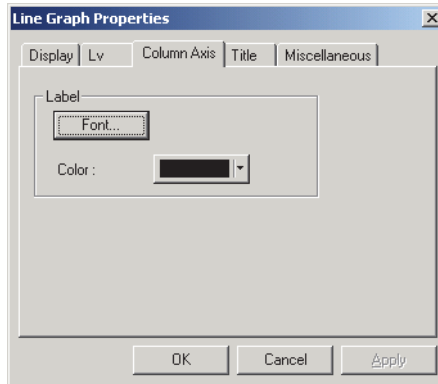 Line Graph Properties
Display Lv Column Axis Title Miscellaneous
Label
Font...
Color :
OK Cancel Apply